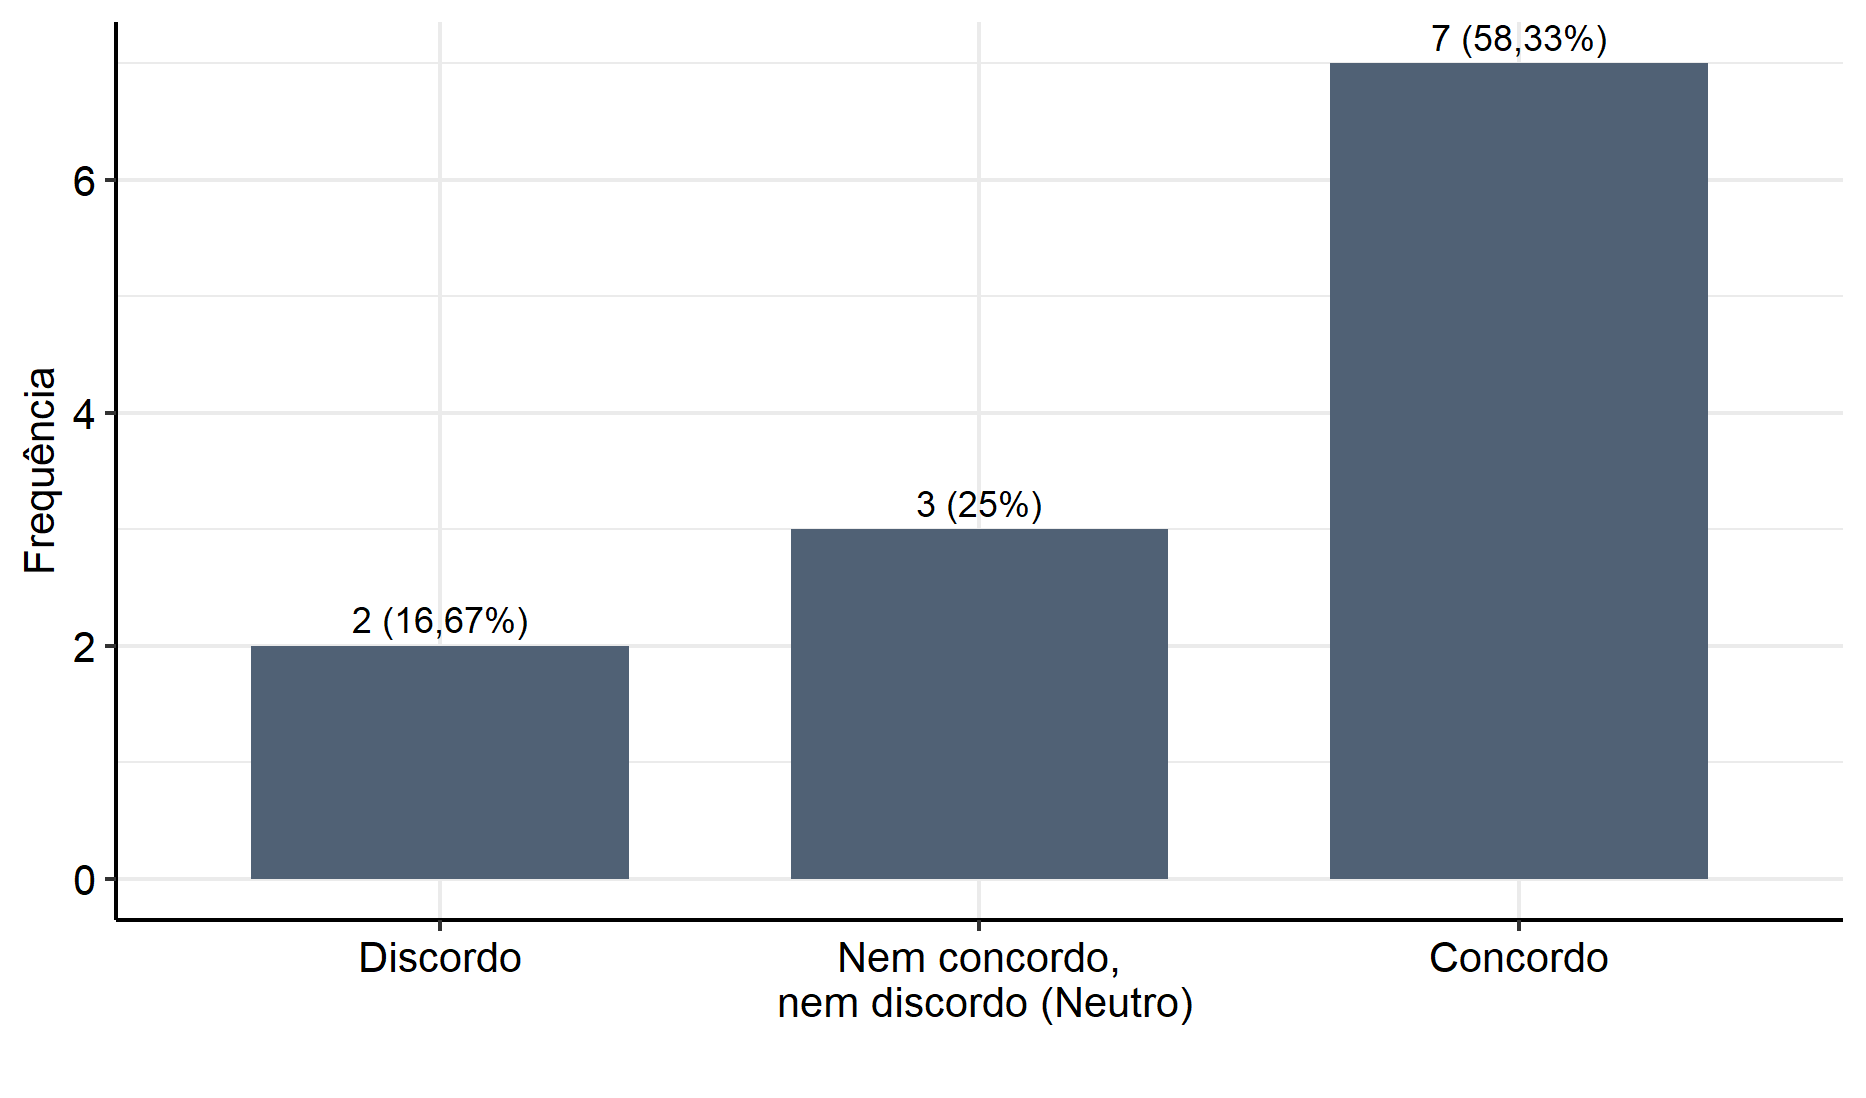 7 (58,33%)
6
4
3 (25%)
2 (16,67%)
2
0
Frequência
Discordo
Nem concordo,
nem discordo (Neutro)
Concordo